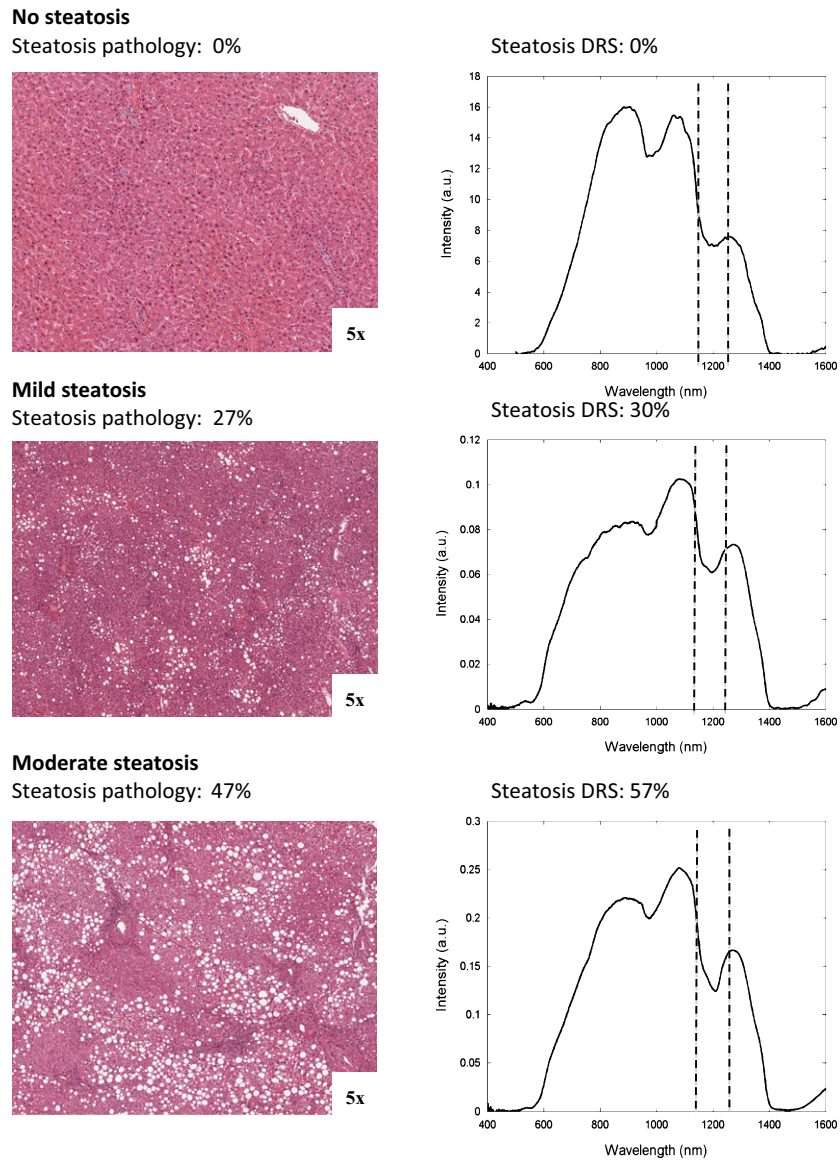 No steatosis
Steatosis pathology: 0%
Steatosis DRS: 0%
5x
18
16
14
12
10
8
6
4
2
0
Intensity (a.u.)
400 600 800 1000 1200 1400 1600
Wavelength (nm)
Mild steatosis
Steatosis pathology: 27%
Steatosis DRS: 30%
5x
0.12
0.1
0.08
0.06
0.04
0.02
0
Intensity (a.u.)
400 600 800 1000 1200 1400 1600
Wavelength (nm)
Moderate steatosis
Steatosis pathology: 47%
Steatosis DRS: 57%
5x
0.3
0.25
0.2
0.15
0.1
0.05
0
Intensity (a.u.)
400 600 800 1000 1200 1400 1600
Wavelength (nm)